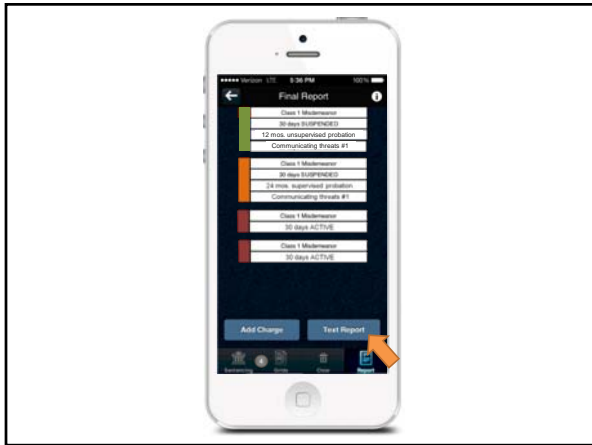 Verizon LTE 5:36 PM 100%
Final Report
Class 1 Misdemeanor
30 days SUSPENDED
12 mos. unsupervised probation
Communicating threats #1
Class 1 Misdemeanor
30 days SUSPENDED
24 mos. supervised probation
Communicating threats #1
Class 1 Misdemeanor
30 days ACTIVE
Class 1 Misdemeanor
30 days ACTIVE
Add Charge Text Report
Sentencing 4 Clear Report